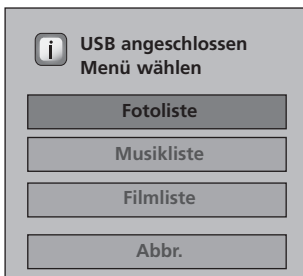 i
USB angeschlossen
Menü wählen
Fotoliste
Musikliste
Filmliste
Abbr.